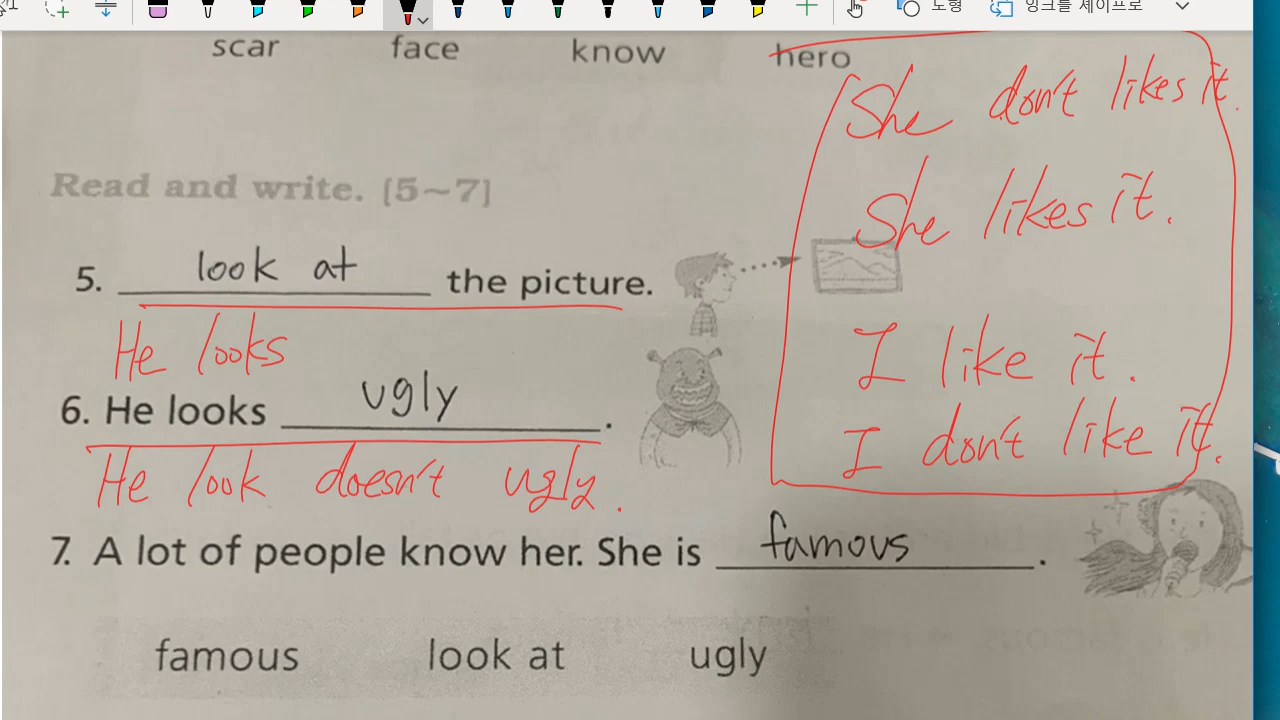 도형 잉크를 셰이프로
scar face know hero
She don't likes it.
Read and write. [5~7]
She likes it.
5. look at the picture.
He looks
I like it.
6. He looks ugly.
I don't like it.
He look doesn't ugly.
7. A lot of people know her. She is famous.
famous look at ugly